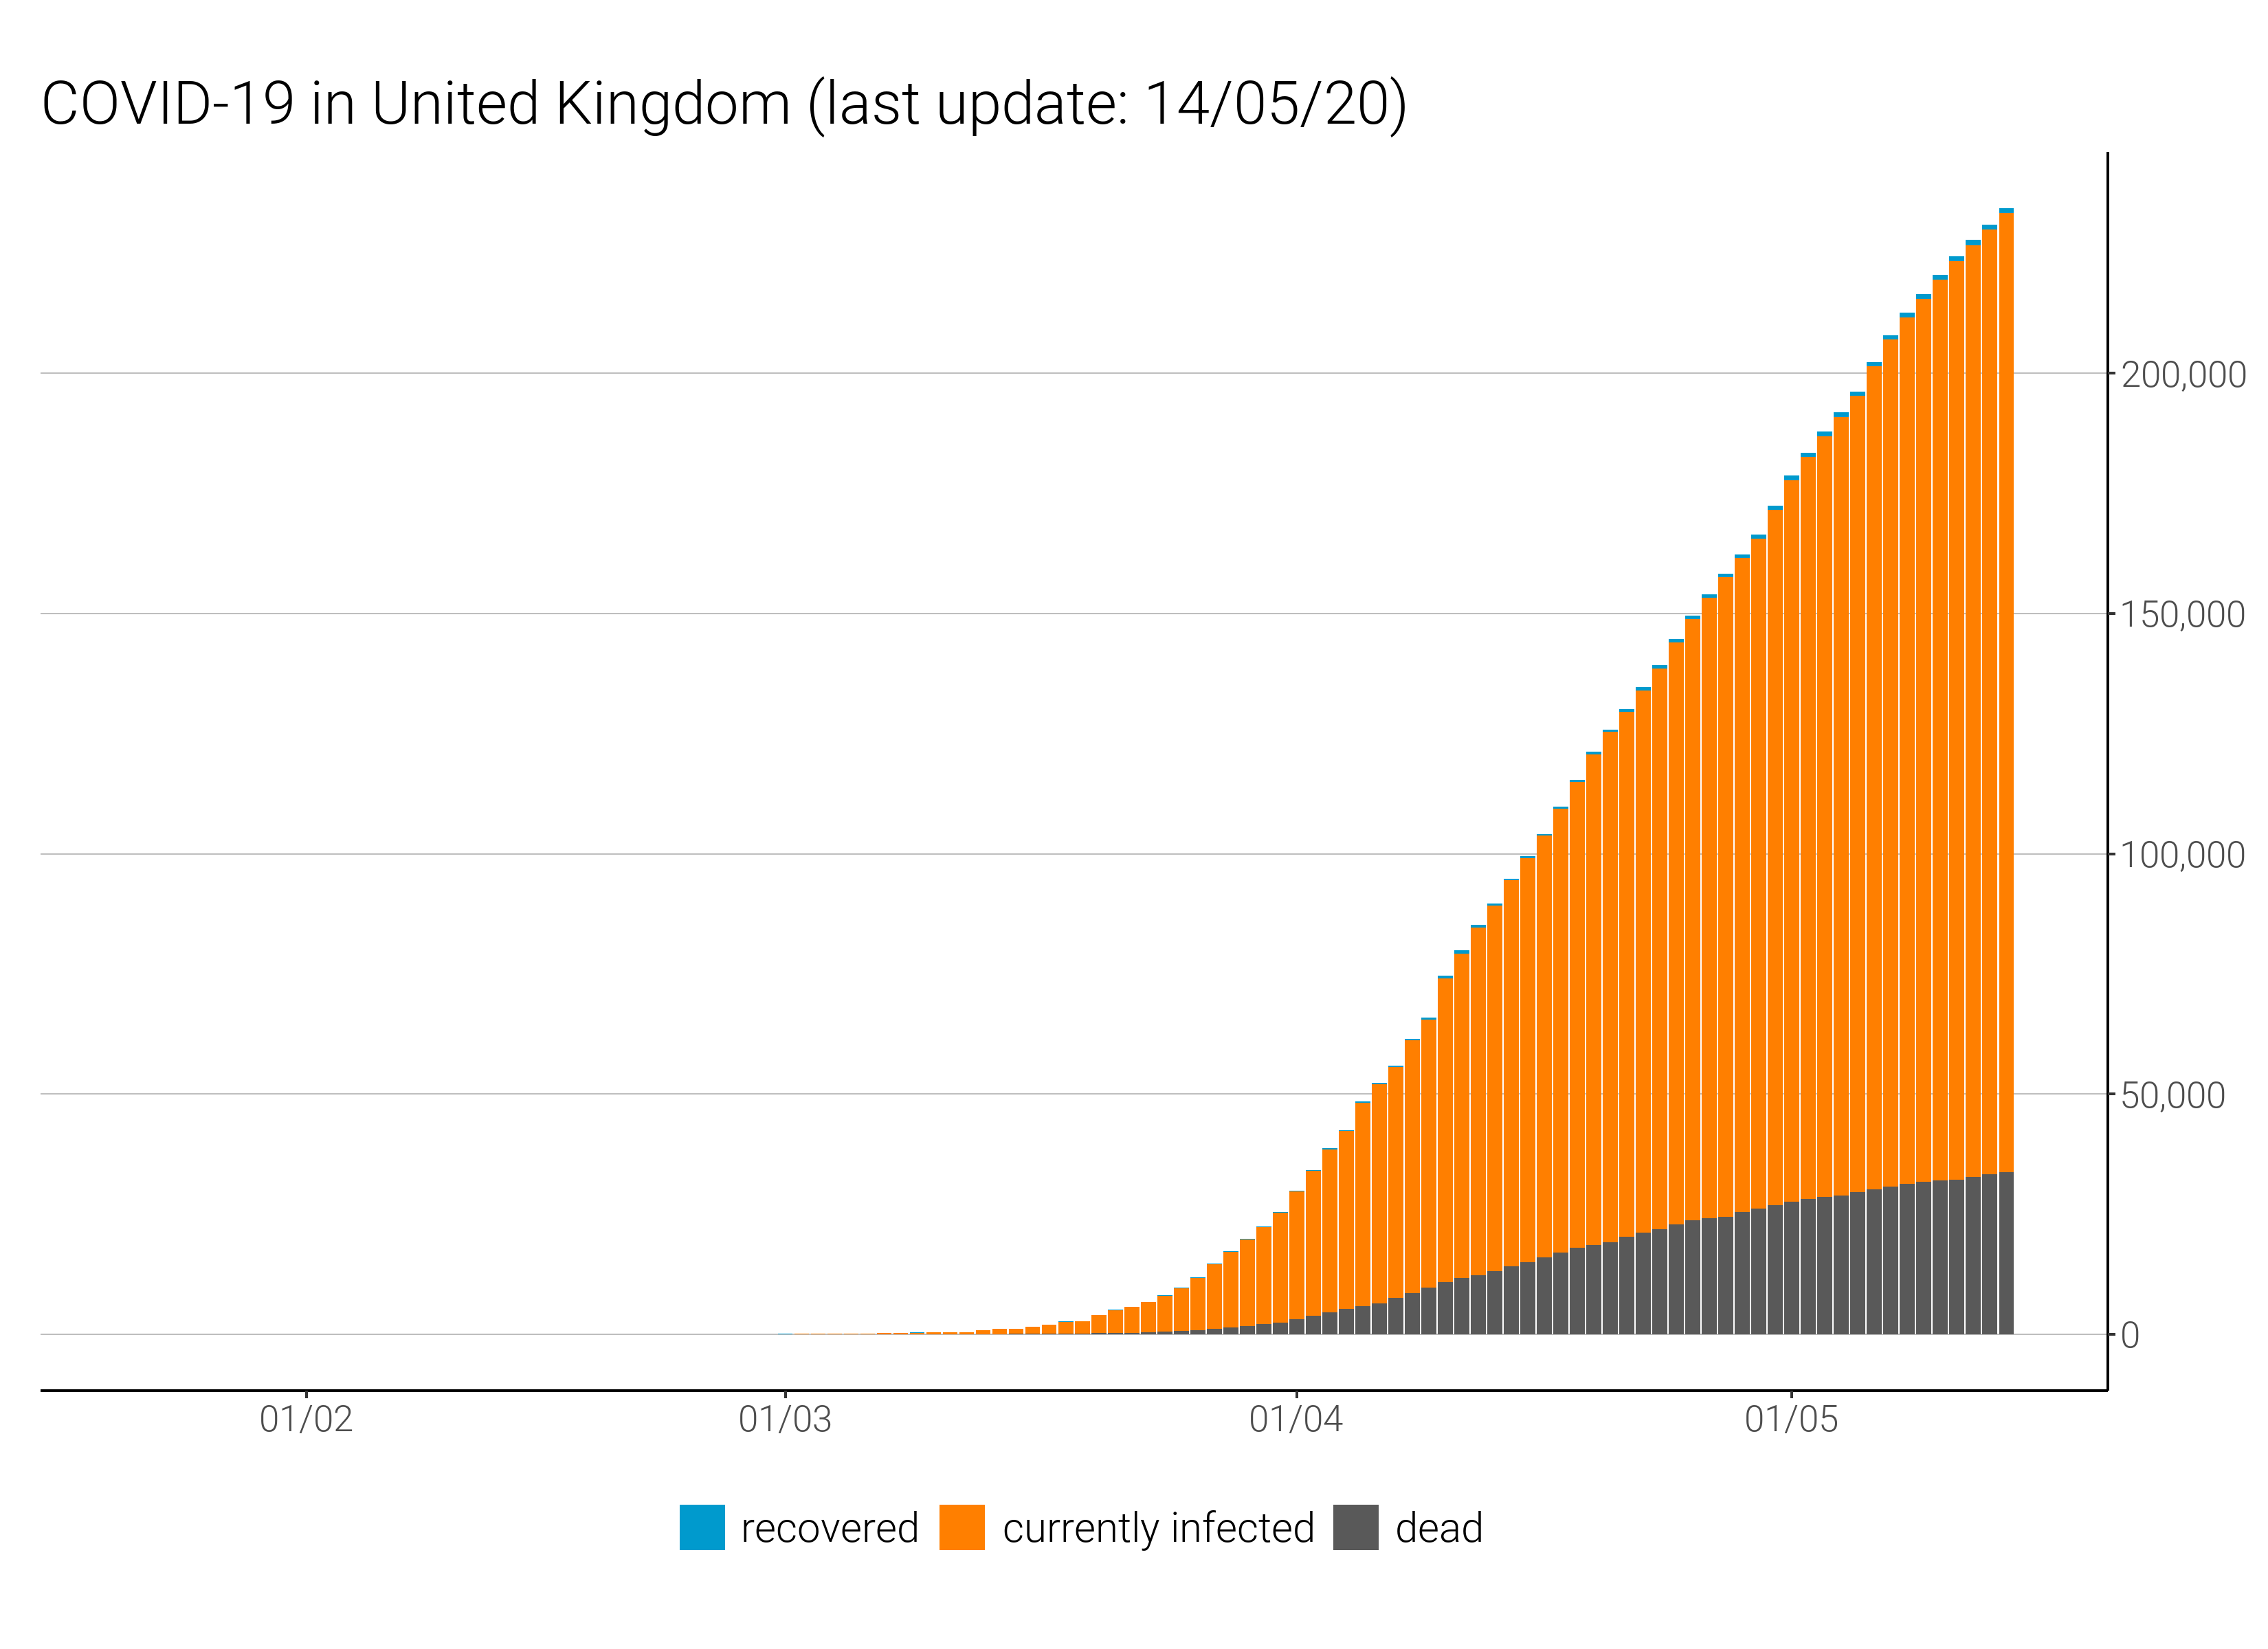 COVID-19 in United Kingdom (last update: 14/05/20)
200,000
150,000
100,000
50,000
0
01/02 01/03 01/04 01/05
recovered currently infected dead